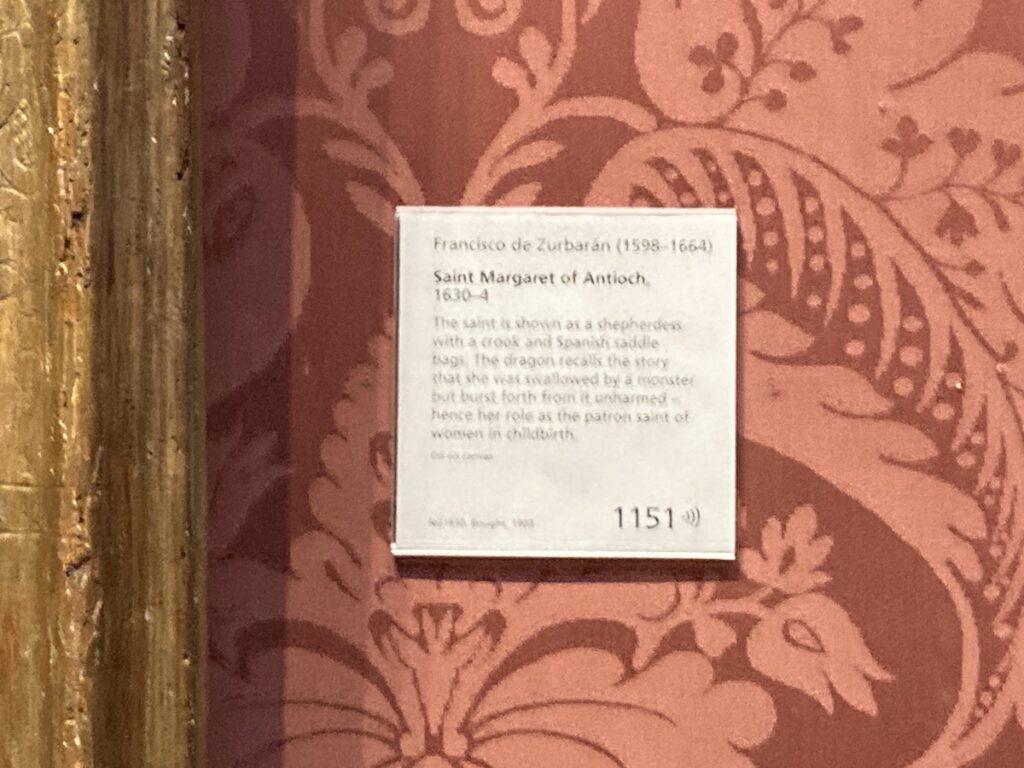 Francisco de Zurbarán (1598–1664)
Saint Margaret of Antioch,
1630–4
The saint is shown as a shepherdess
with a crook and Spanish saddle
bags. The dragon recalls the story
that she was swallowed by a monster
but burst forth from it unharmed –
hence her role as the patron saint of
women in childbirth.
Oil on canvas
Bought, 1903
1151